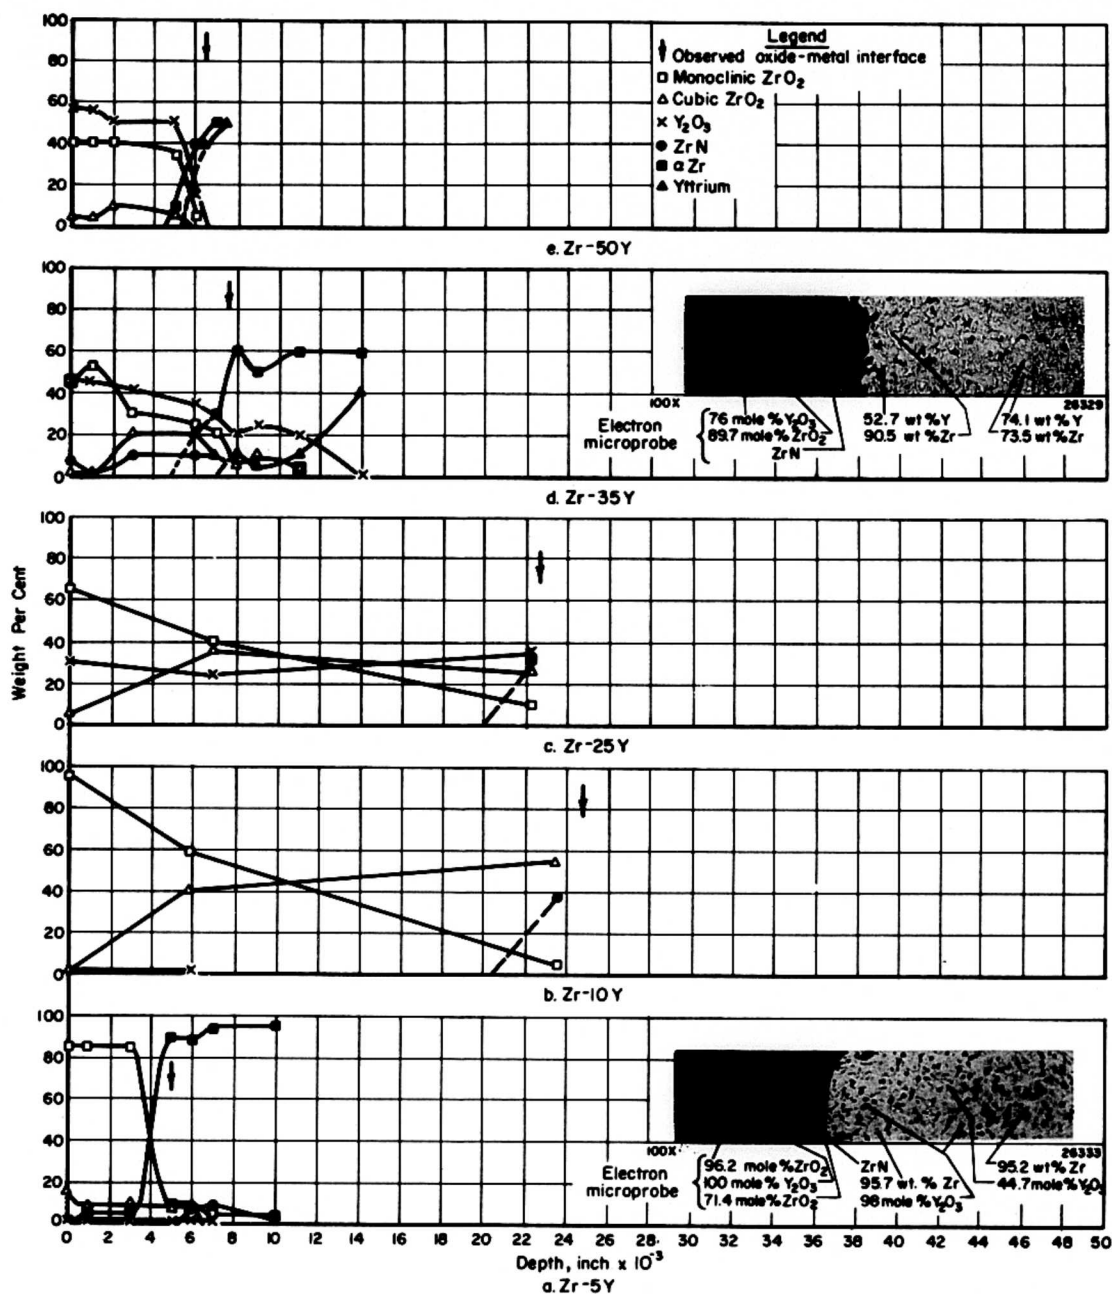 100
80
60
40
20
0
Legend
Observed oxide-metal interface
Monoclinic ZrO₂
Cubic ZrO₂
Y₂O₃
ZrN
αZr
Yttrium
e. Zr-50Y
100
80
60
40
20
0
100X
26329
Electron microprobe
76 mole % Y₂O₃
89.7 mole % ZrO₂
ZrN
52.7 wt % Y
90.5 wt % Zr
74.1 wt % Y
73.5 wt % Zr
d. Zr-35Y
Weight Per Cent
100
80
60
40
20
0
c. Zr-25Y
100
80
60
40
20
0
b. Zr-10Y
100
80
60
40
20
0
100X
26333
Electron microprobe
96.2 mole % ZrO₂
100 mole % Y₂O₃
71.4 mole % ZrO₂
ZrN
95.7 wt. % Zr
98 mole % Y₂O₃
95.2 wt % Zr
44.7 mole % Y₂O₃
0 2 4 6 8 10 12 14 16 18 20 22 24 26 28 30 32 34 36 38 40 42 44 46 48 50
Depth, inch x 10⁻³
a. Zr-5Y